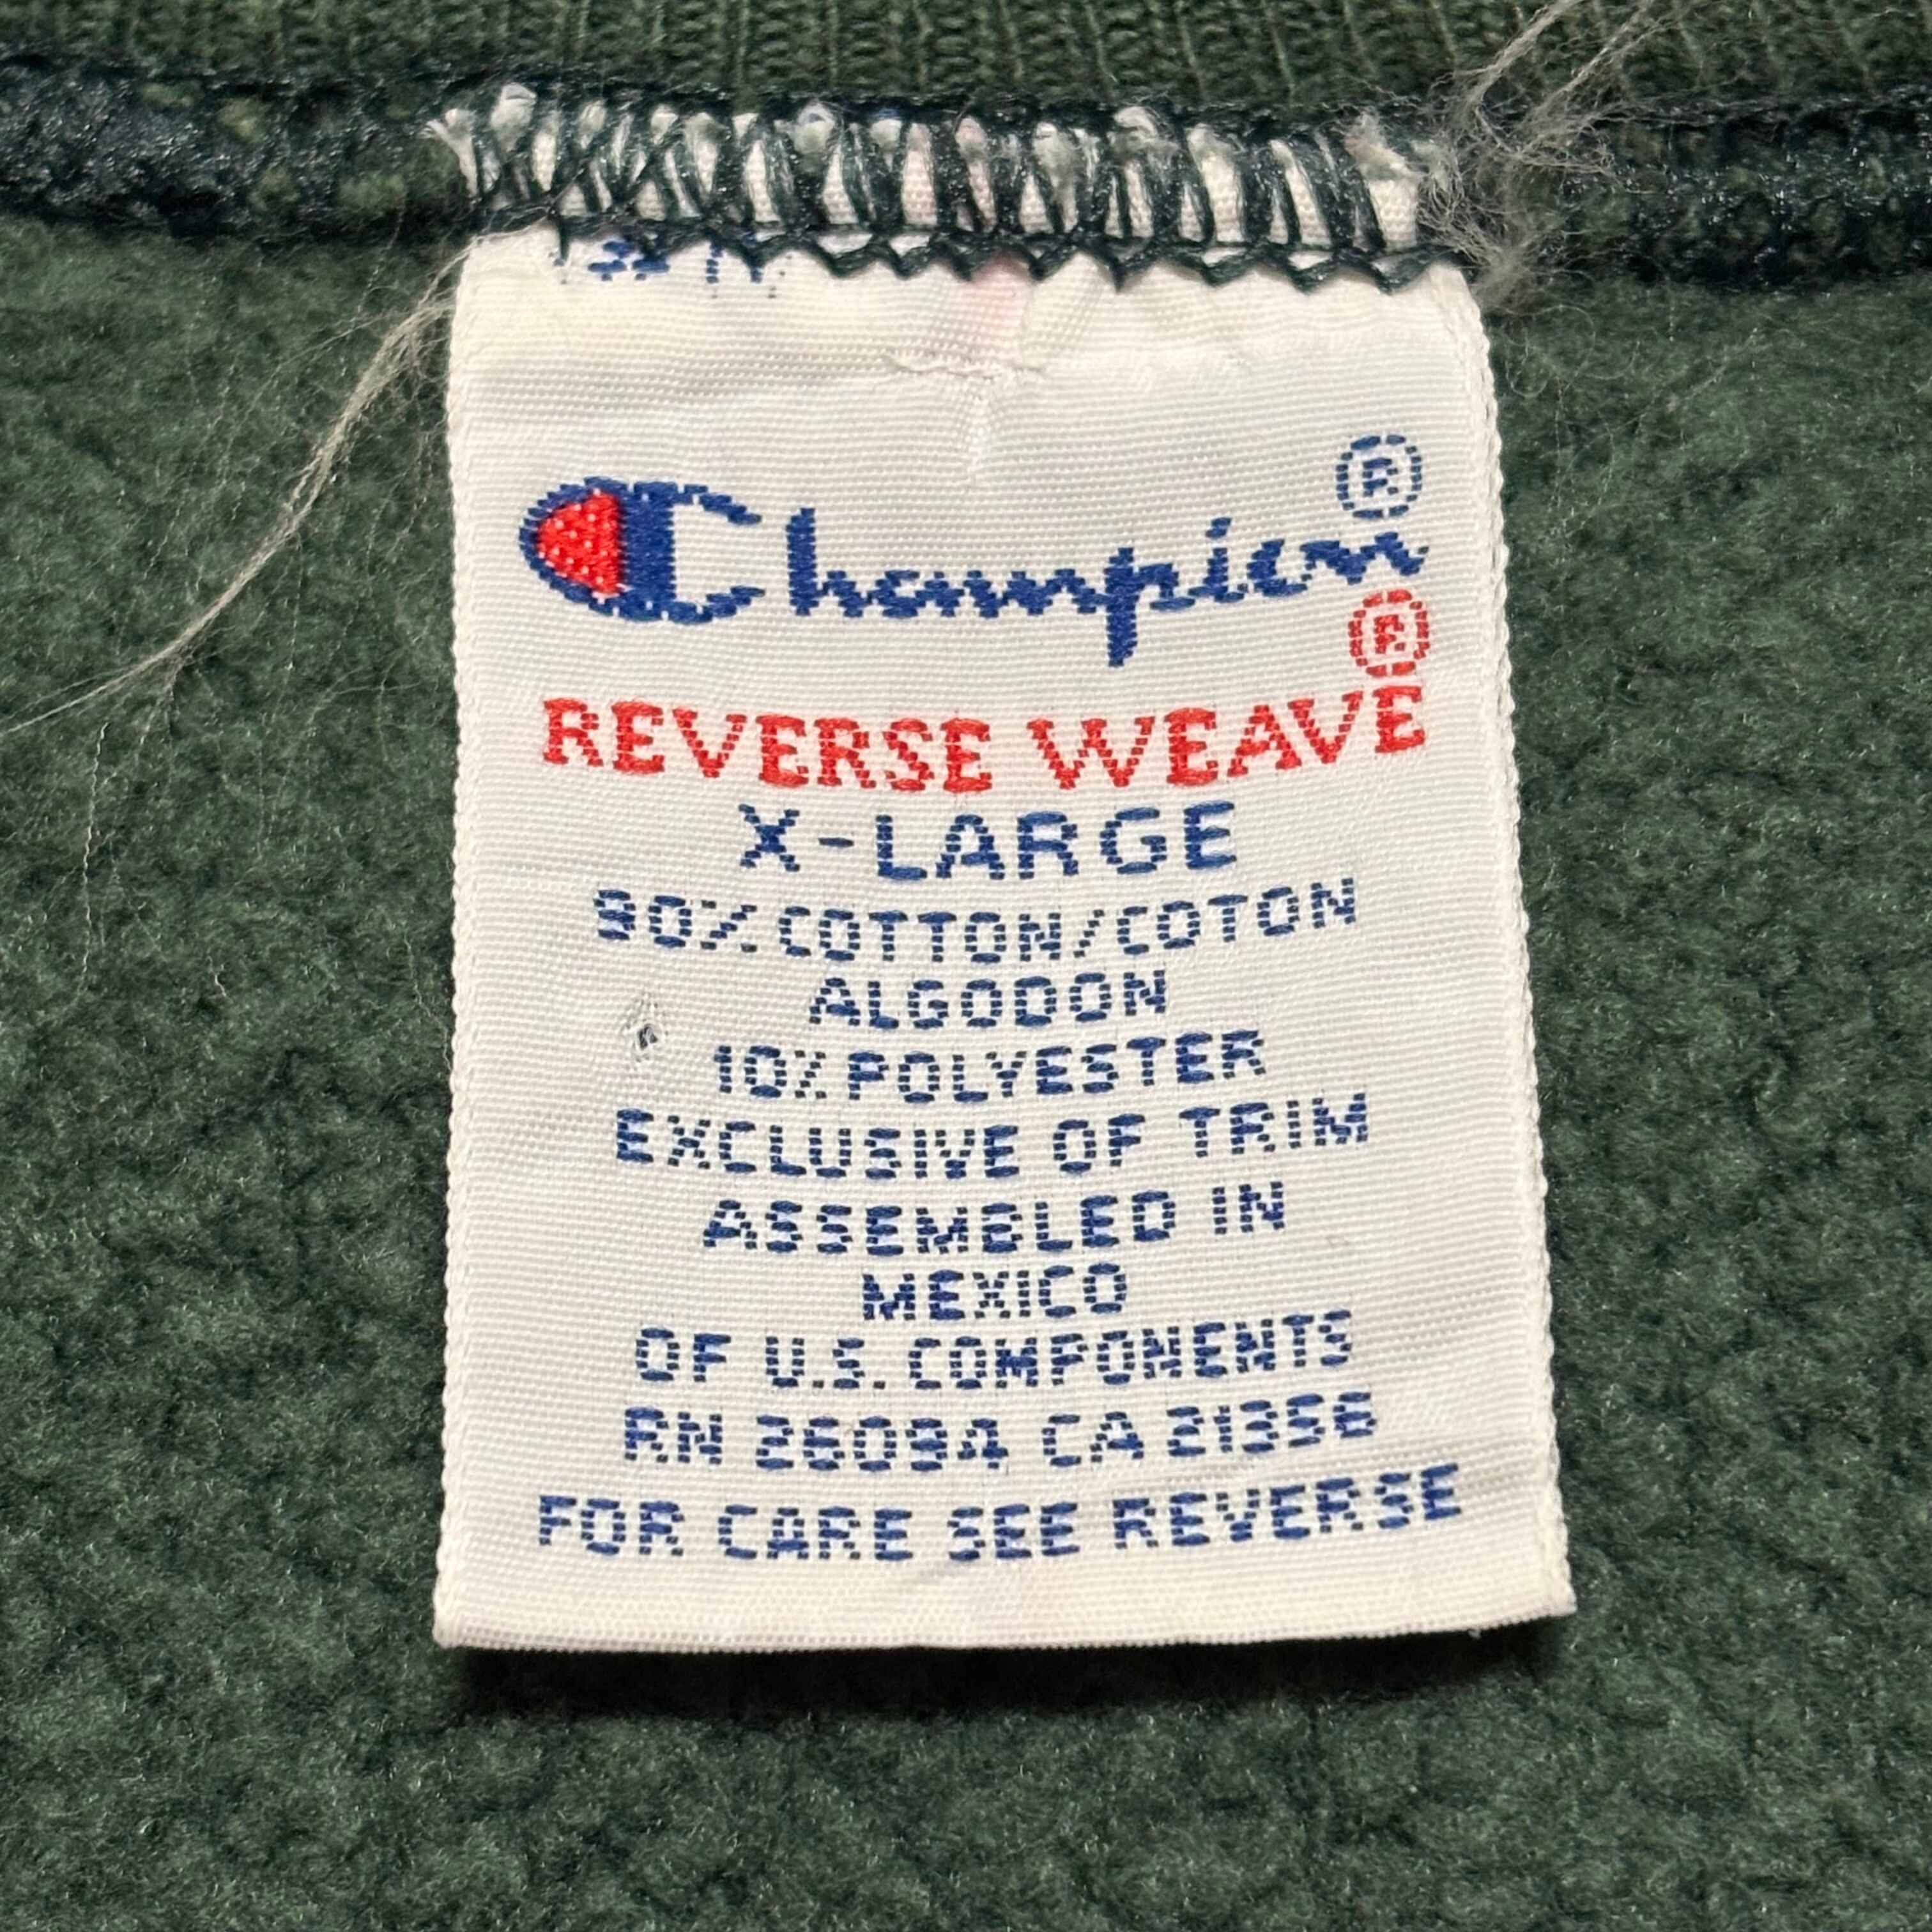 Champion®
REVERSE WEAVE®
X-LARGE
90% COTTON/COTON
ALGODON
10% POLYESTER
EXCLUSIVE OF TRIM
ASSEMBLED IN
MEXICO
OF U.S. COMPONENTS
RN 26094 CA 21356
FOR CARE SEE REVERSE